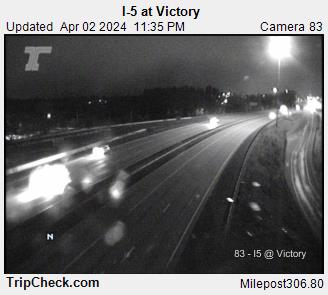 I-5 at Victory
Updated Apr 02 2024 11:35 PM Camera 83
T
N
83 - I5 @ Victory
TripCheck.com Milepost306.80